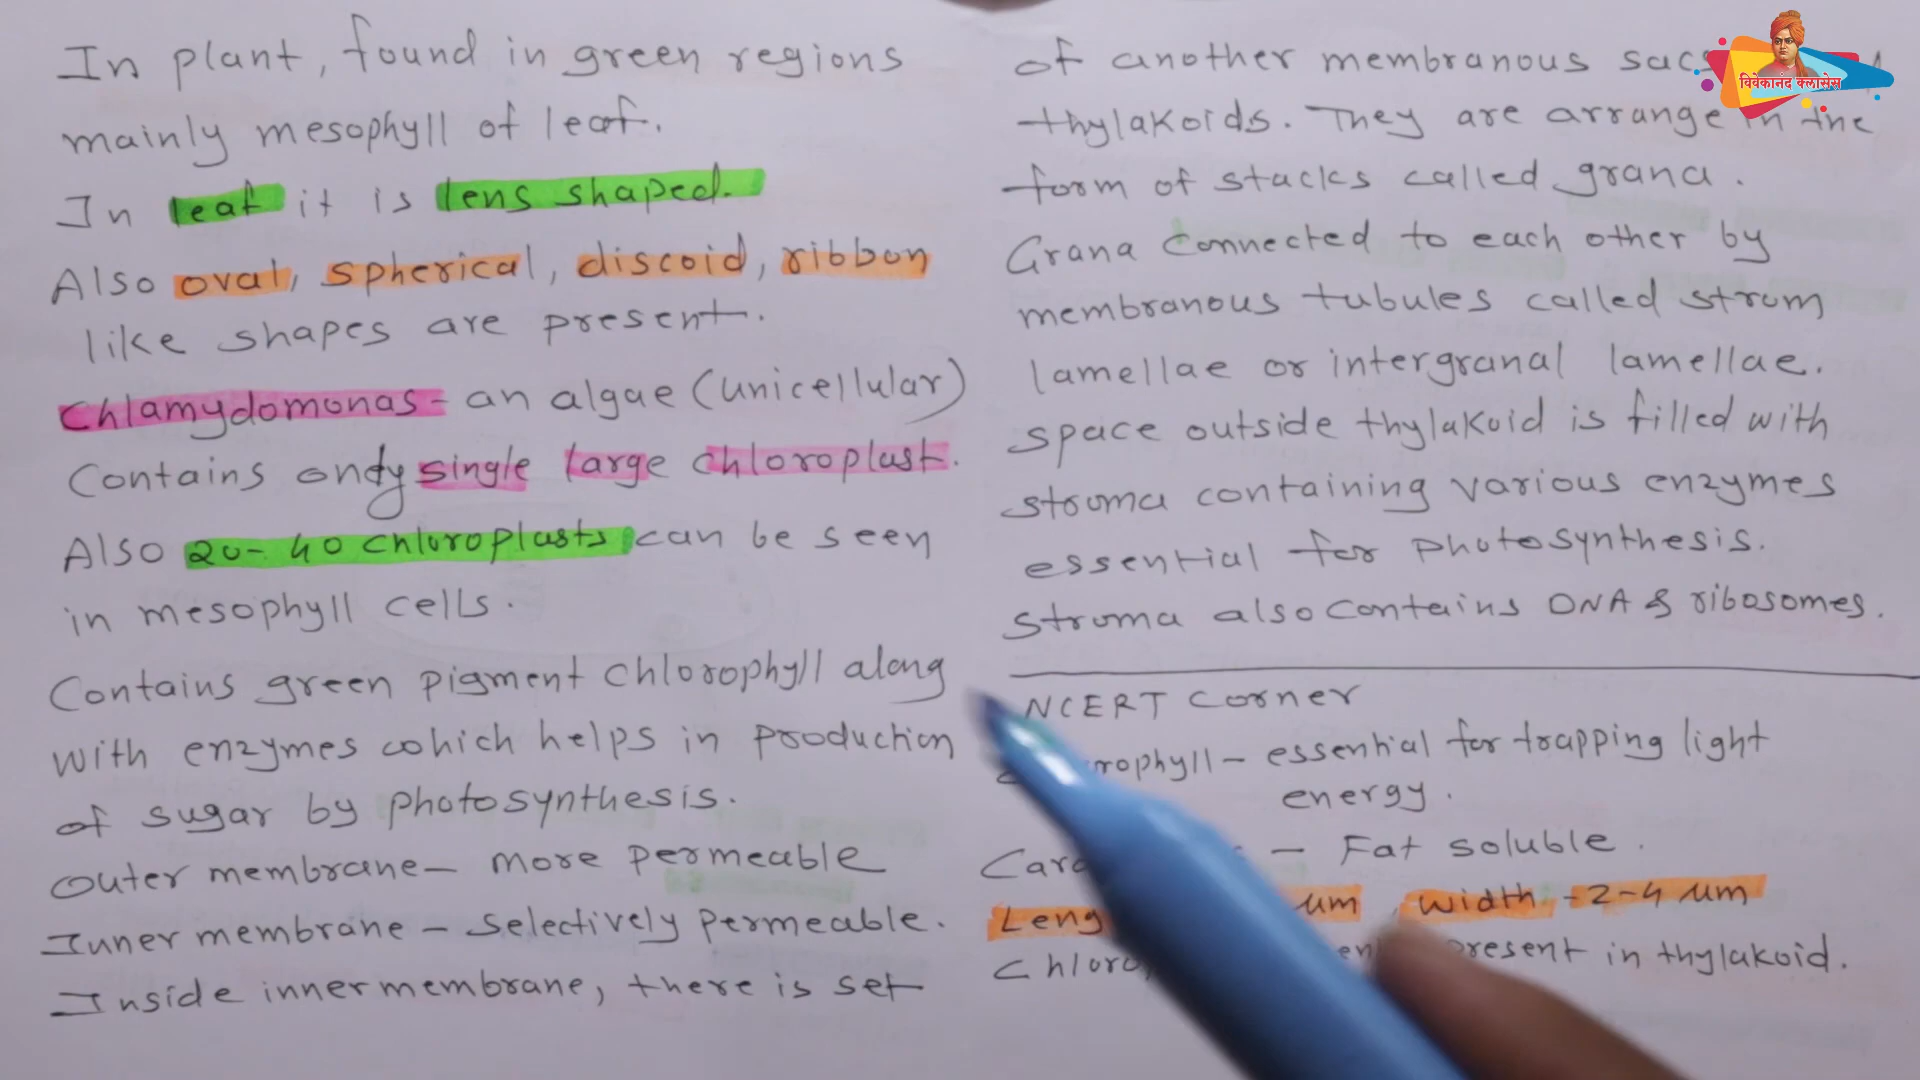 In plant, found in green regions
mainly mesophyll of leaf.
In leaf it is lens shaped.
Also oval, spherical, discoid, ribbon
like shapes are present.
Chlamydomonas - an algae (unicellular)
Contains only single large chloroplast.
Also 20-40 chloroplasts can be seen
in mesophyll cells.
Contains green pigment chlorophyll along
with enzymes which helps in production
of sugar by photosynthesis.
Outer membrane - more permeable
Inner membrane - selectively permeable.
Inside inner membrane, there is set
of another membranous sacs
thylakoids. They are arrange in the
form of stacks called grana.
Grana connected to each other by
membranous tubules called strom
lamellae or intergranal lamellae.
space outside thylakoid is filled with
stroma containing various enzymes
essential for photosynthesis.
stroma also contains DNA & ribosomes.
NCERT Corner
- essential for trapping light
energy.
- Fat soluble.
μm, width - 2-4 μm
present in thylakoid.
विवेकानंद क्लासेस